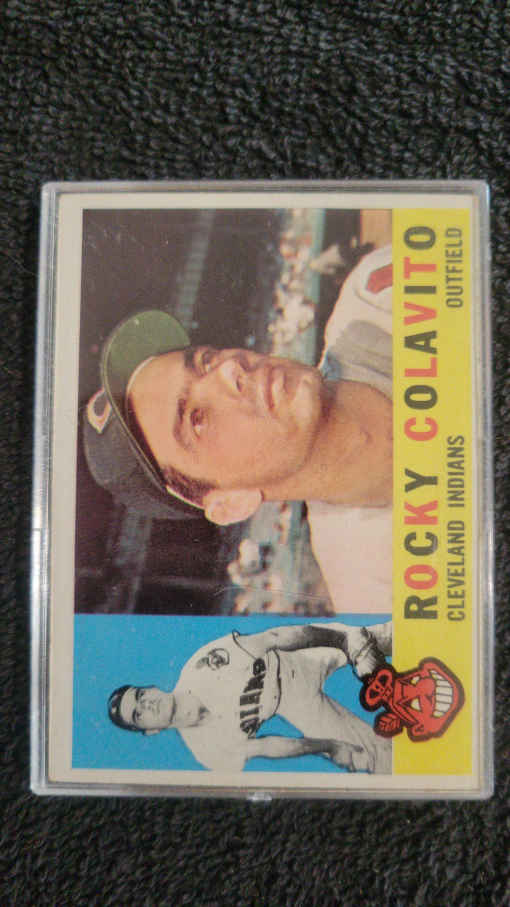 ROCKY COLAVITO
CLEVELAND INDIANS OUTFIELD
C